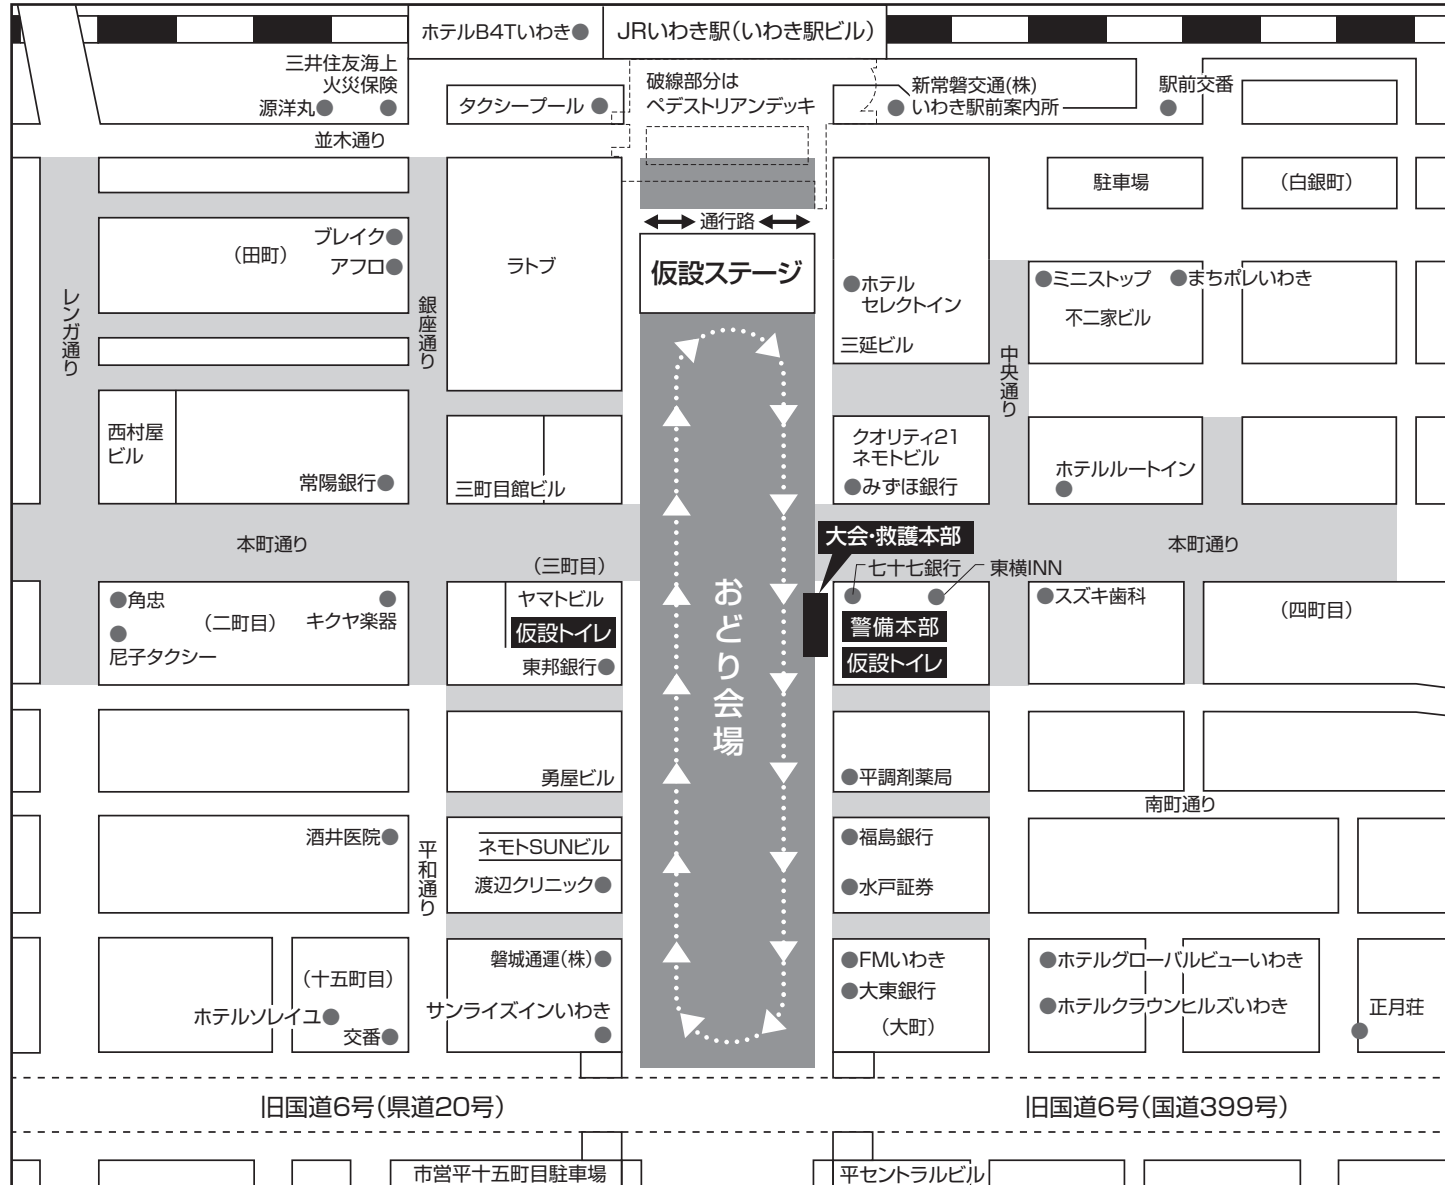 ホテルB4Tいわき
JRいわき駅(いわき駅ビル)
三井住友海上
火災保険
源洋丸
タクシープール
破線部分は
ペデストリアンデッキ
新常磐交通(株)
いわき駅前案内所
駅前交番
並木通り
駐車場
(白銀町)
通行路
仮設ステージ
(田町)
ブレイク
アフロ
ラトブ
ホテル
セレクトイン
三延ビル
ミニストップ
まちポレいわき
不二家ビル
レンガ通り
銀座通り
中央通り
西村屋
ビル
常陽銀行
三町目館ビル
クオリティ21
ネモトビル
みずほ銀行
ホテルルートイン
本町通り
(三町目)
大会・救護本部
本町通り
七十七銀行
東横INN
角忠
(二町目)
キクヤ楽器
尼子タクシー
ヤマトビル
仮設トイレ
東邦銀行
おどり会場
警備本部
仮設トイレ
スズキ歯科
(四町目)
勇屋ビル
平調剤薬局
南町通り
酒井医院
平和通り
ネモトSUNビル
渡辺クリニック
福島銀行
水戸証券
(十五町目)
ホテルソレイユ
交番
磐城通運(株)
サンライズインいわき
FMいわき
大東銀行
(大町)
ホテルグローバルビューいわき
ホテルクラウンヒルズいわき
正月荘
旧国道6号(県道20号)
旧国道6号(国道399号)
市営平十五町目駐車場
平セントラルビル